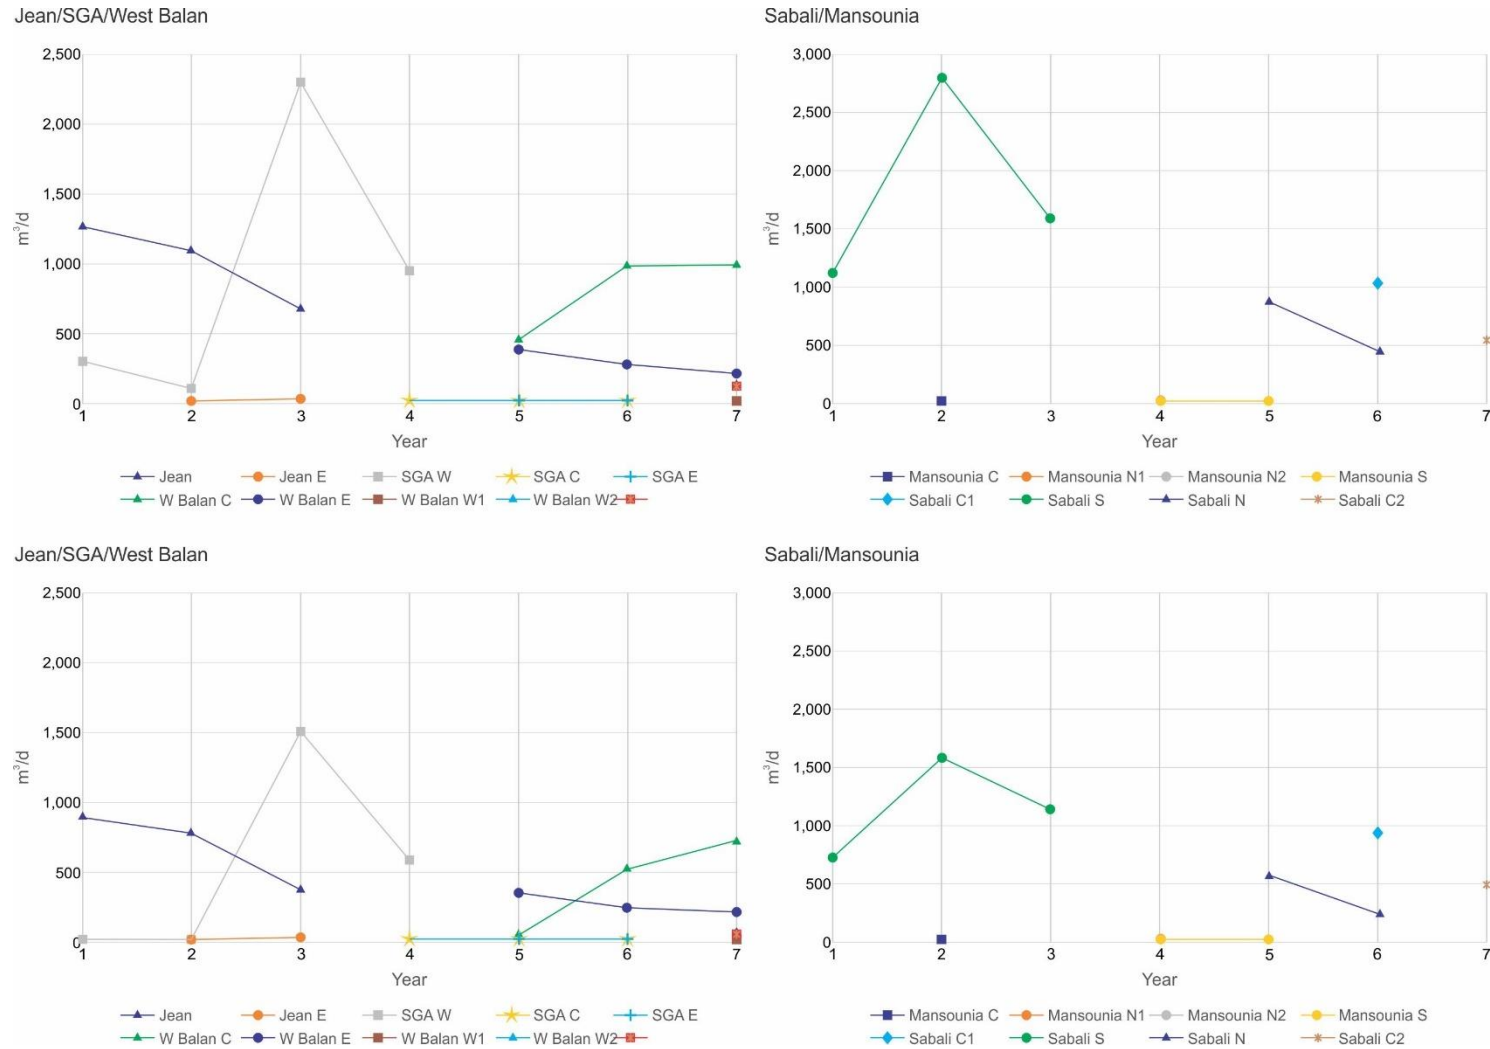 Jean/SGA/West Balan
2,500
2,000
1,500
1,000
500
0
m³/d
1 2 3 4 5 6 7
Year
Jean Jean E SGA W SGA C SGA E
W Balan C W Balan E W Balan W1 W Balan W2
Sabali/Mansounia
3,000
2,500
2,000
1,500
1,000
500
0
m³/d
1 2 3 4 5 6 7
Year
Mansounia C Mansounia N1 Mansounia N2 Mansounia S
Sabali C1 Sabali S Sabali N Sabali C2
Jean/SGA/West Balan
2,500
2,000
1,500
1,000
500
0
m³/d
1 2 3 4 5 6 7
Year
Jean Jean E SGA W SGA C SGA E
W Balan C W Balan E W Balan W1 W Balan W2
Sabali/Mansounia
3,000
2,500
2,000
1,500
1,000
500
0
m³/d
1 2 3 4 5 6 7
Year
Mansounia C Mansounia N1 Mansounia N2 Mansounia S
Sabali C1 Sabali S Sabali N Sabali C2